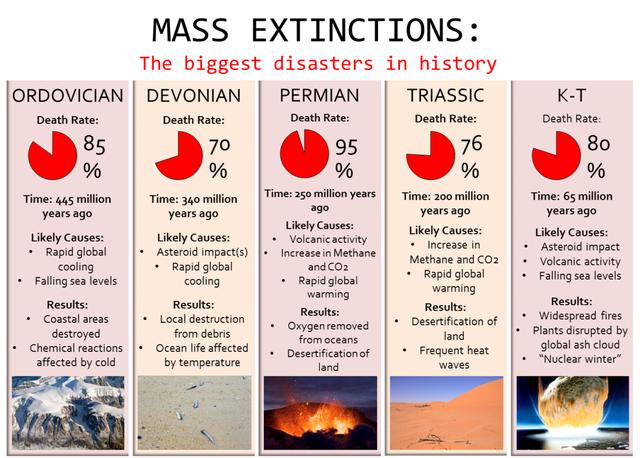 MASS EXTINCTIONS:
The biggest disasters in history
ORDOVICIAN
Death Rate:
85
%
Time: 445 million
years ago
Likely Causes:
• Rapid global
cooling
• Falling sea levels
Results:
• Coastal areas
destroyed
• Chemical reactions
affected by cold
DEVONIAN
Death Rate:
70
%
Time: 340 million
years ago
Likely Causes:
• Asteroid impact(s)
• Rapid global
cooling
Results:
• Local destruction
from debris
• Ocean life affected
by temperature
PERMIAN
Death Rate:
95
%
Time: 250 million years
ago
Likely Causes:
• Volcanic activity
• Increase in Methane
and CO2
• Rapid global
warming
Results:
• Oxygen removed
from oceans
• Desertification of
land
TRIASSIC
Death Rate:
76
%
Time: 200 million
years ago
Likely Causes:
• Increase in
Methane and CO2
• Rapid global
warming
Results:
• Desertification of
land
• Frequent heat
waves
K-T
Death Rate:
80
%
Time: 65 million
years ago
Likely Causes:
• Asteroid impact
• Volcanic activity
• Falling sea levels
Results:
• Widespread fires
• Plants disrupted by
global ash cloud
• “Nuclear winter”